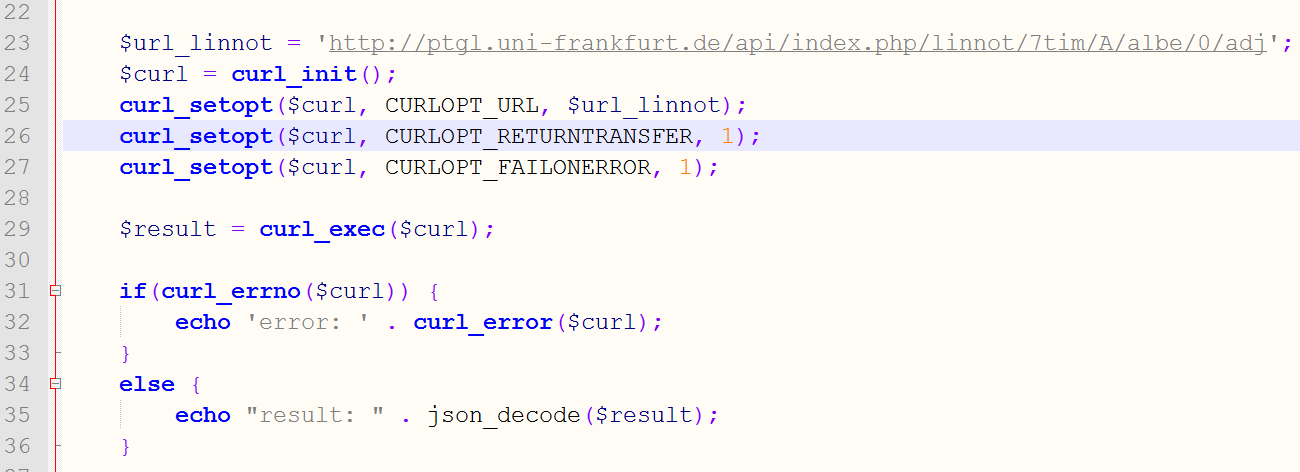 22
23 $url_linnot = 'http://ptgl.uni-frankfurt.de/api/index.php/linnot/7tim/A/albe/0/adj';
24 $curl = curl_init();
25 curl_setopt($curl, CURLOPT_URL, $url_linnot);
26 curl_setopt($curl, CURLOPT_RETURNTRANSFER, 1);
27 curl_setopt($curl, CURLOPT_FAILONERROR, 1);
28
29 $result = curl_exec($curl);
30
31 if(curl_errno($curl)) {
32 echo 'error: ' . curl_error($curl);
33 }
34 else {
35 echo "result: " . json_decode($result);
36 }